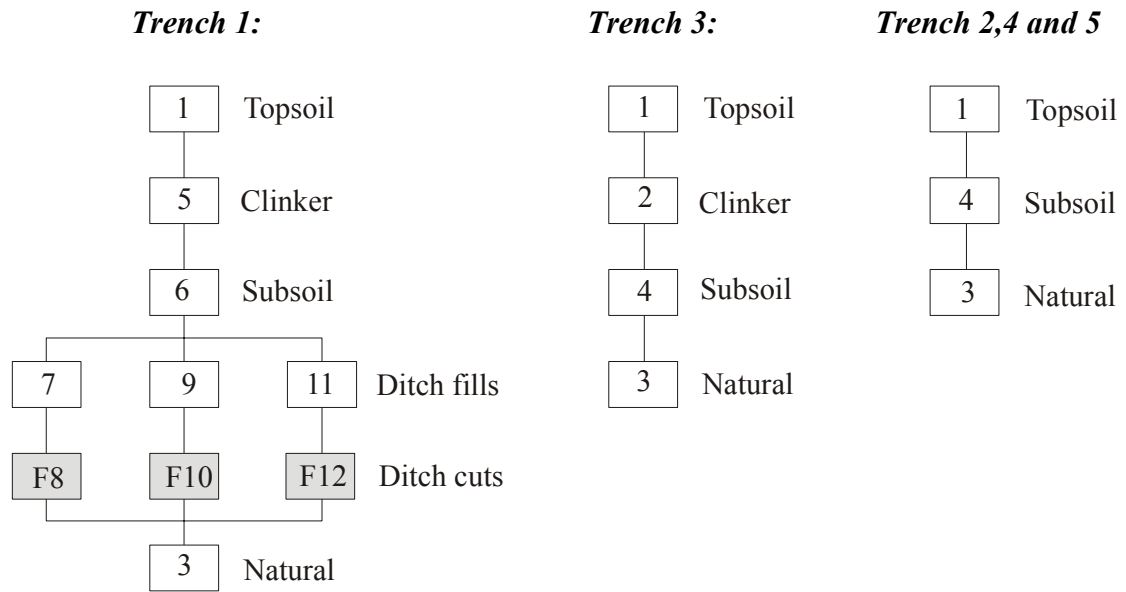 Trench 1:
Trench 3:
Trench 2,4 and 5
1 Topsoil
5 Clinker
6 Subsoil
7 9 11 Ditch fills
F8 F10 F12 Ditch cuts
3 Natural
1 Topsoil
2 Clinker
4 Subsoil
3 Natural
1 Topsoil
4 Subsoil
3 Natural